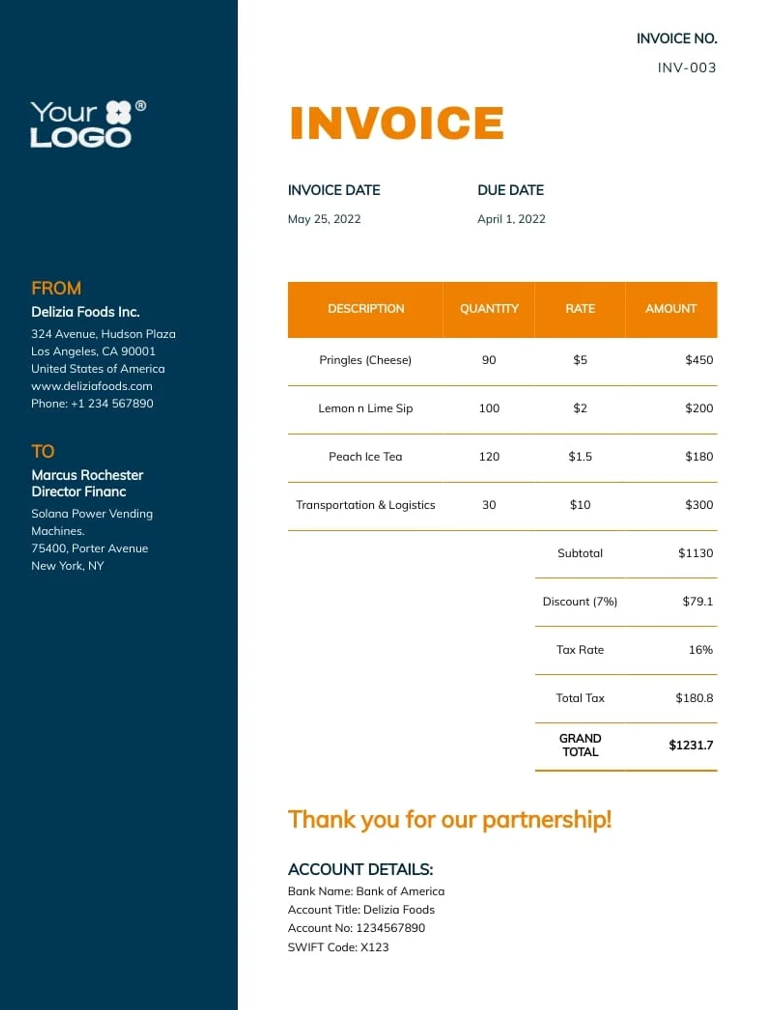 INVOICE NO.
INV-003
Your ®
LOGO
INVOICE
INVOICE DATE DUE DATE
May 25, 2022 April 1, 2022
FROM
Delizia Foods Inc.
324 Avenue, Hudson Plaza
Los Angeles, CA 90001
United States of America
www.deliziafoods.com
Phone: +1 234 567890
TO
Marcus Rochester
Director Financ
Solana Power Vending
Machines.
75400, Porter Avenue
New York, NY
DESCRIPTION QUANTITY RATE AMOUNT
Pringles (Cheese) 90 $5 $450
Lemon n Lime Sip 100 $2 $200
Peach Ice Tea 120 $1.5 $180
Transportation & Logistics 30 $10 $300
Subtotal $1130
Discount (7%) $79.1
Tax Rate 16%
Total Tax $180.8
GRAND
TOTAL $1231.7
Thank you for our partnership!
ACCOUNT DETAILS:
Bank Name: Bank of America
Account Title: Delizia Foods
Account No: 1234567890
SWIFT Code: X123